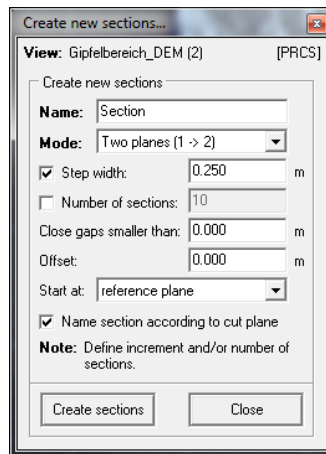 Create new sections...
View: Gipfelbereich_DEM (2) [PRCS]
Create new sections
Name: Section
Mode: Two planes (1 -> 2)
Step width: 0.250 m
Number of sections: 10
Close gaps smaller than: 0.000 m
Offset: 0.000 m
Start at: reference plane
Name section according to cut plane
Note: Define increment and/or number of
sections.
Create sections Close